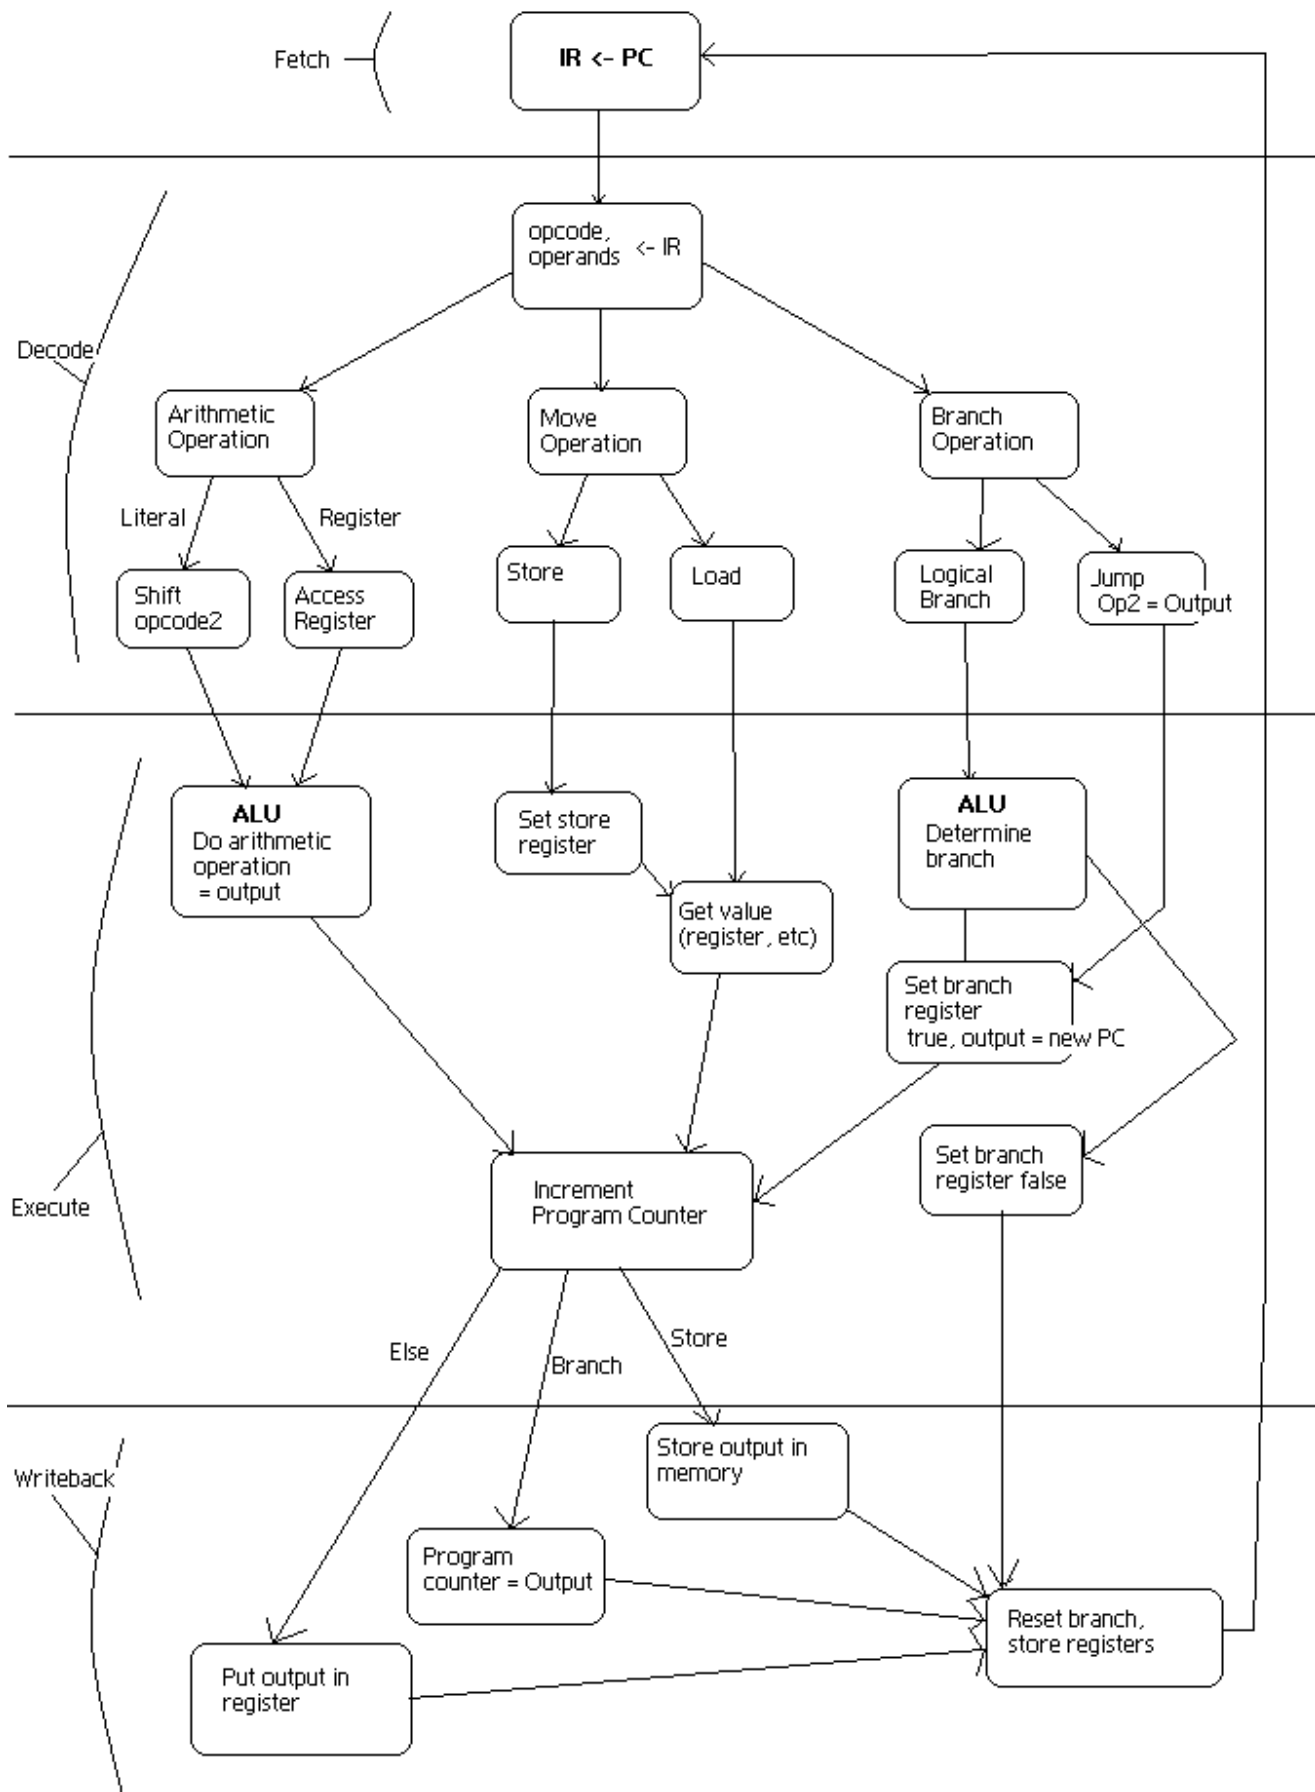 Fetch
IR <- PC
opcode,
operands <- IR
Decode
Arithmetic
Operation
Move
Operation
Branch
Operation
Literal
Register
Shift
opcode2
Access
Register
Store
Load
Logical
Branch
Jump
Op2 = Output
ALU
Do arithmetic
operation
= output
Set store
register
Get value
(register, etc)
ALU
Determine
branch
Set branch
register
true, output = new PC
Set branch
register false
Execute
Increment
Program Counter
Else
Branch
Store
Writeback
Store output in
memory
Program
counter = Output
Put output in
register
Reset branch,
store registers